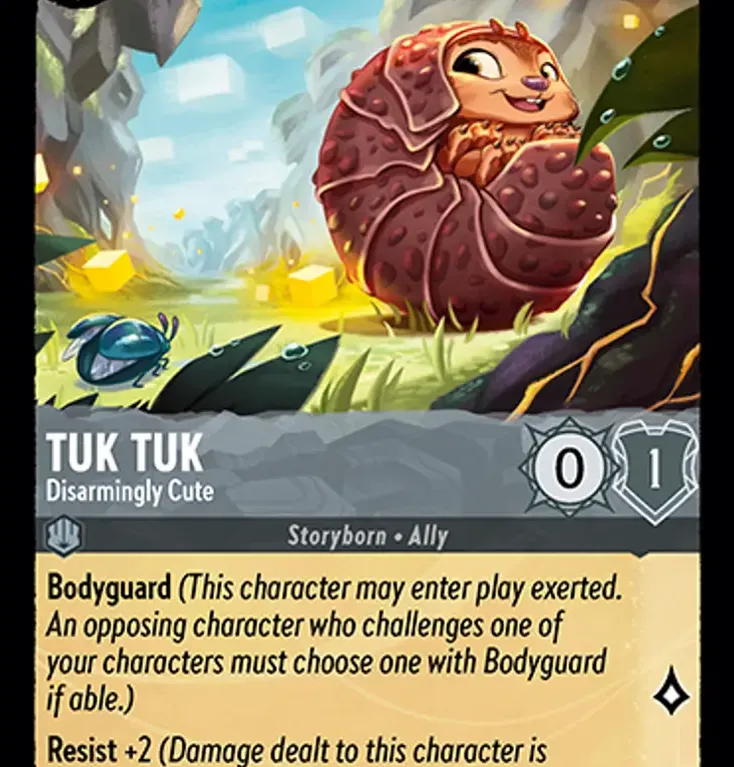 TUK TUK
Disarmingly Cute
0
1
Storyborn • Ally
Bodyguard (This character may enter play exerted.
An opposing character who challenges one of
your characters must choose one with Bodyguard
if able.)
Resist +2 (Damage dealt to this character is